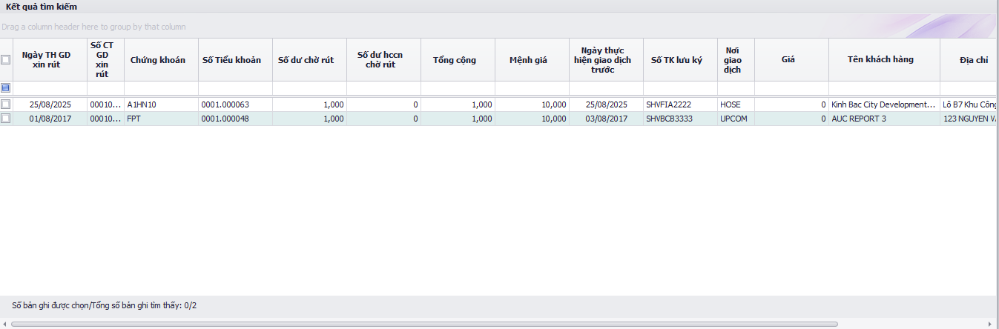 Kết quả tìm kiếm
Drag a column header here to group by that column
Ngày TH GD xin rút
Số CT GD xin rút
Chứng khoán
Số Tiểu khoản
Số dư chờ rút
Số dư hccn chờ rút
Tổng cộng
Mệnh giá
Ngày thực hiện giao dịch trước
Số TK lưu ký
Nơi giao dịch
Giá
Tên khách hàng
Địa chỉ
25/08/2025 00010... A1HN10 0001.000063 1,000 0 1,000 10,000 25/08/2025 SHVFIA2222 HOSE 0 Kinh Bac City Development... Lô B7 Khu Công
01/08/2017 00010... FPT 0001.000048 1,000 0 1,000 10,000 03/08/2017 SHVBCB3333 UPCOM 0 AUC REPORT 3 123 NGUYEN
Số bản ghi được chọn/Tổng số bản ghi tìm thấy: 0/2